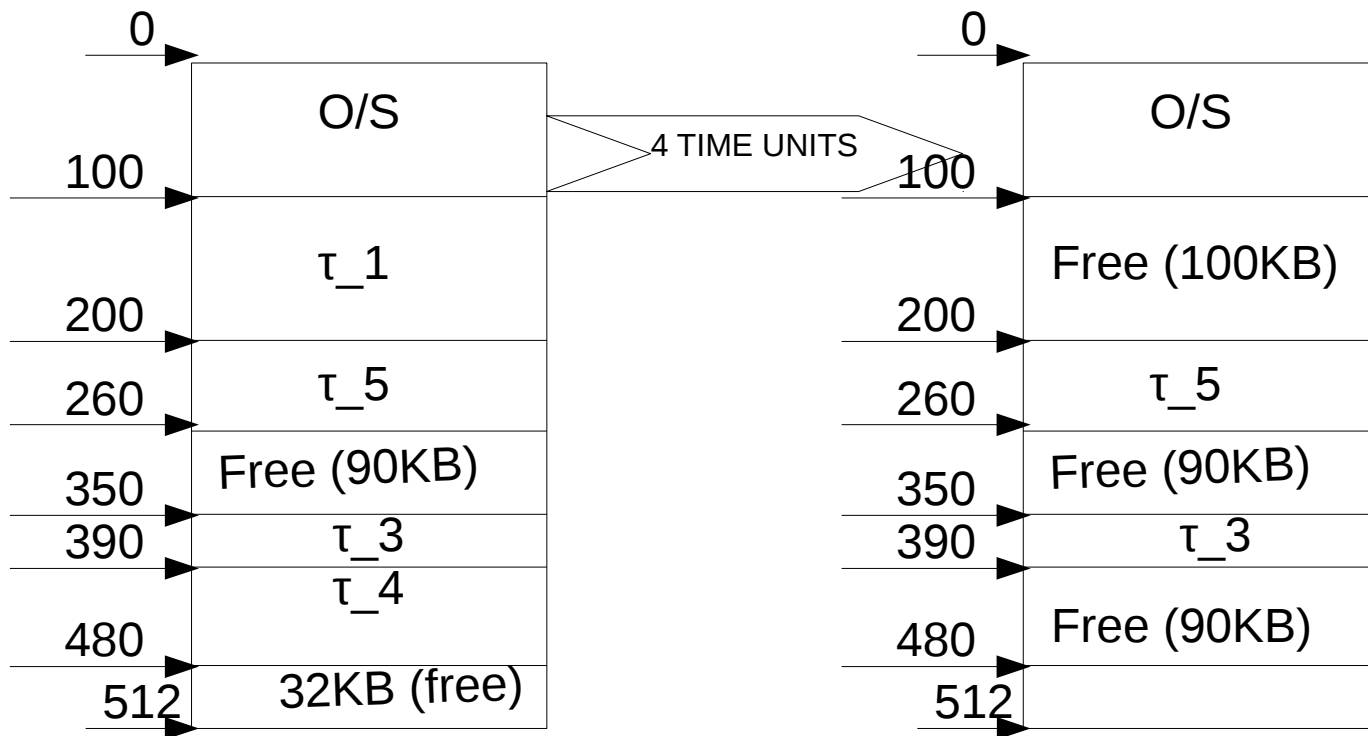 0
O/S
100
τ_1
200
τ_5
260
Free (90KB)
350
τ_3
390
τ_4
480
32KB (free)
512
4 TIME UNITS
0
O/S
100
Free (100KB)
200
τ_5
260
Free (90KB)
350
τ_3
390
Free (90KB)
480
512